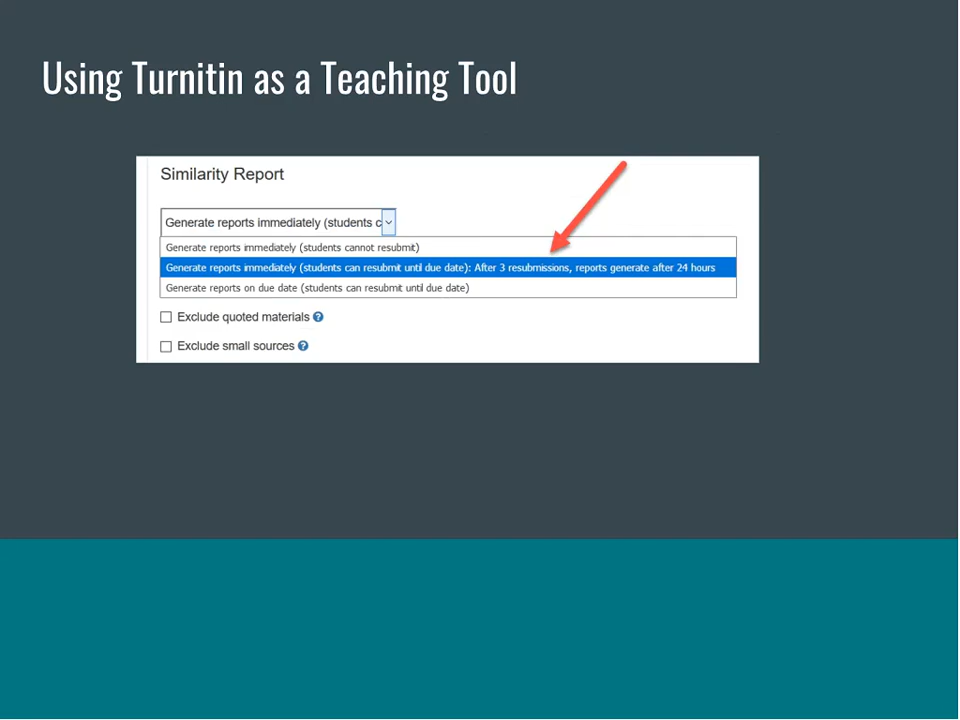 Using Turnitin as a Teaching Tool
Similarity Report
Generate reports immediately (students c
Generate reports immediately (students cannot resubmit)
Generate reports immediately (students can resubmit until due date): After 3 resubmissions, reports generate after 24 hours
Generate reports on due date (students can resubmit until due date)
Exclude quoted materials ?
Exclude small sources ?